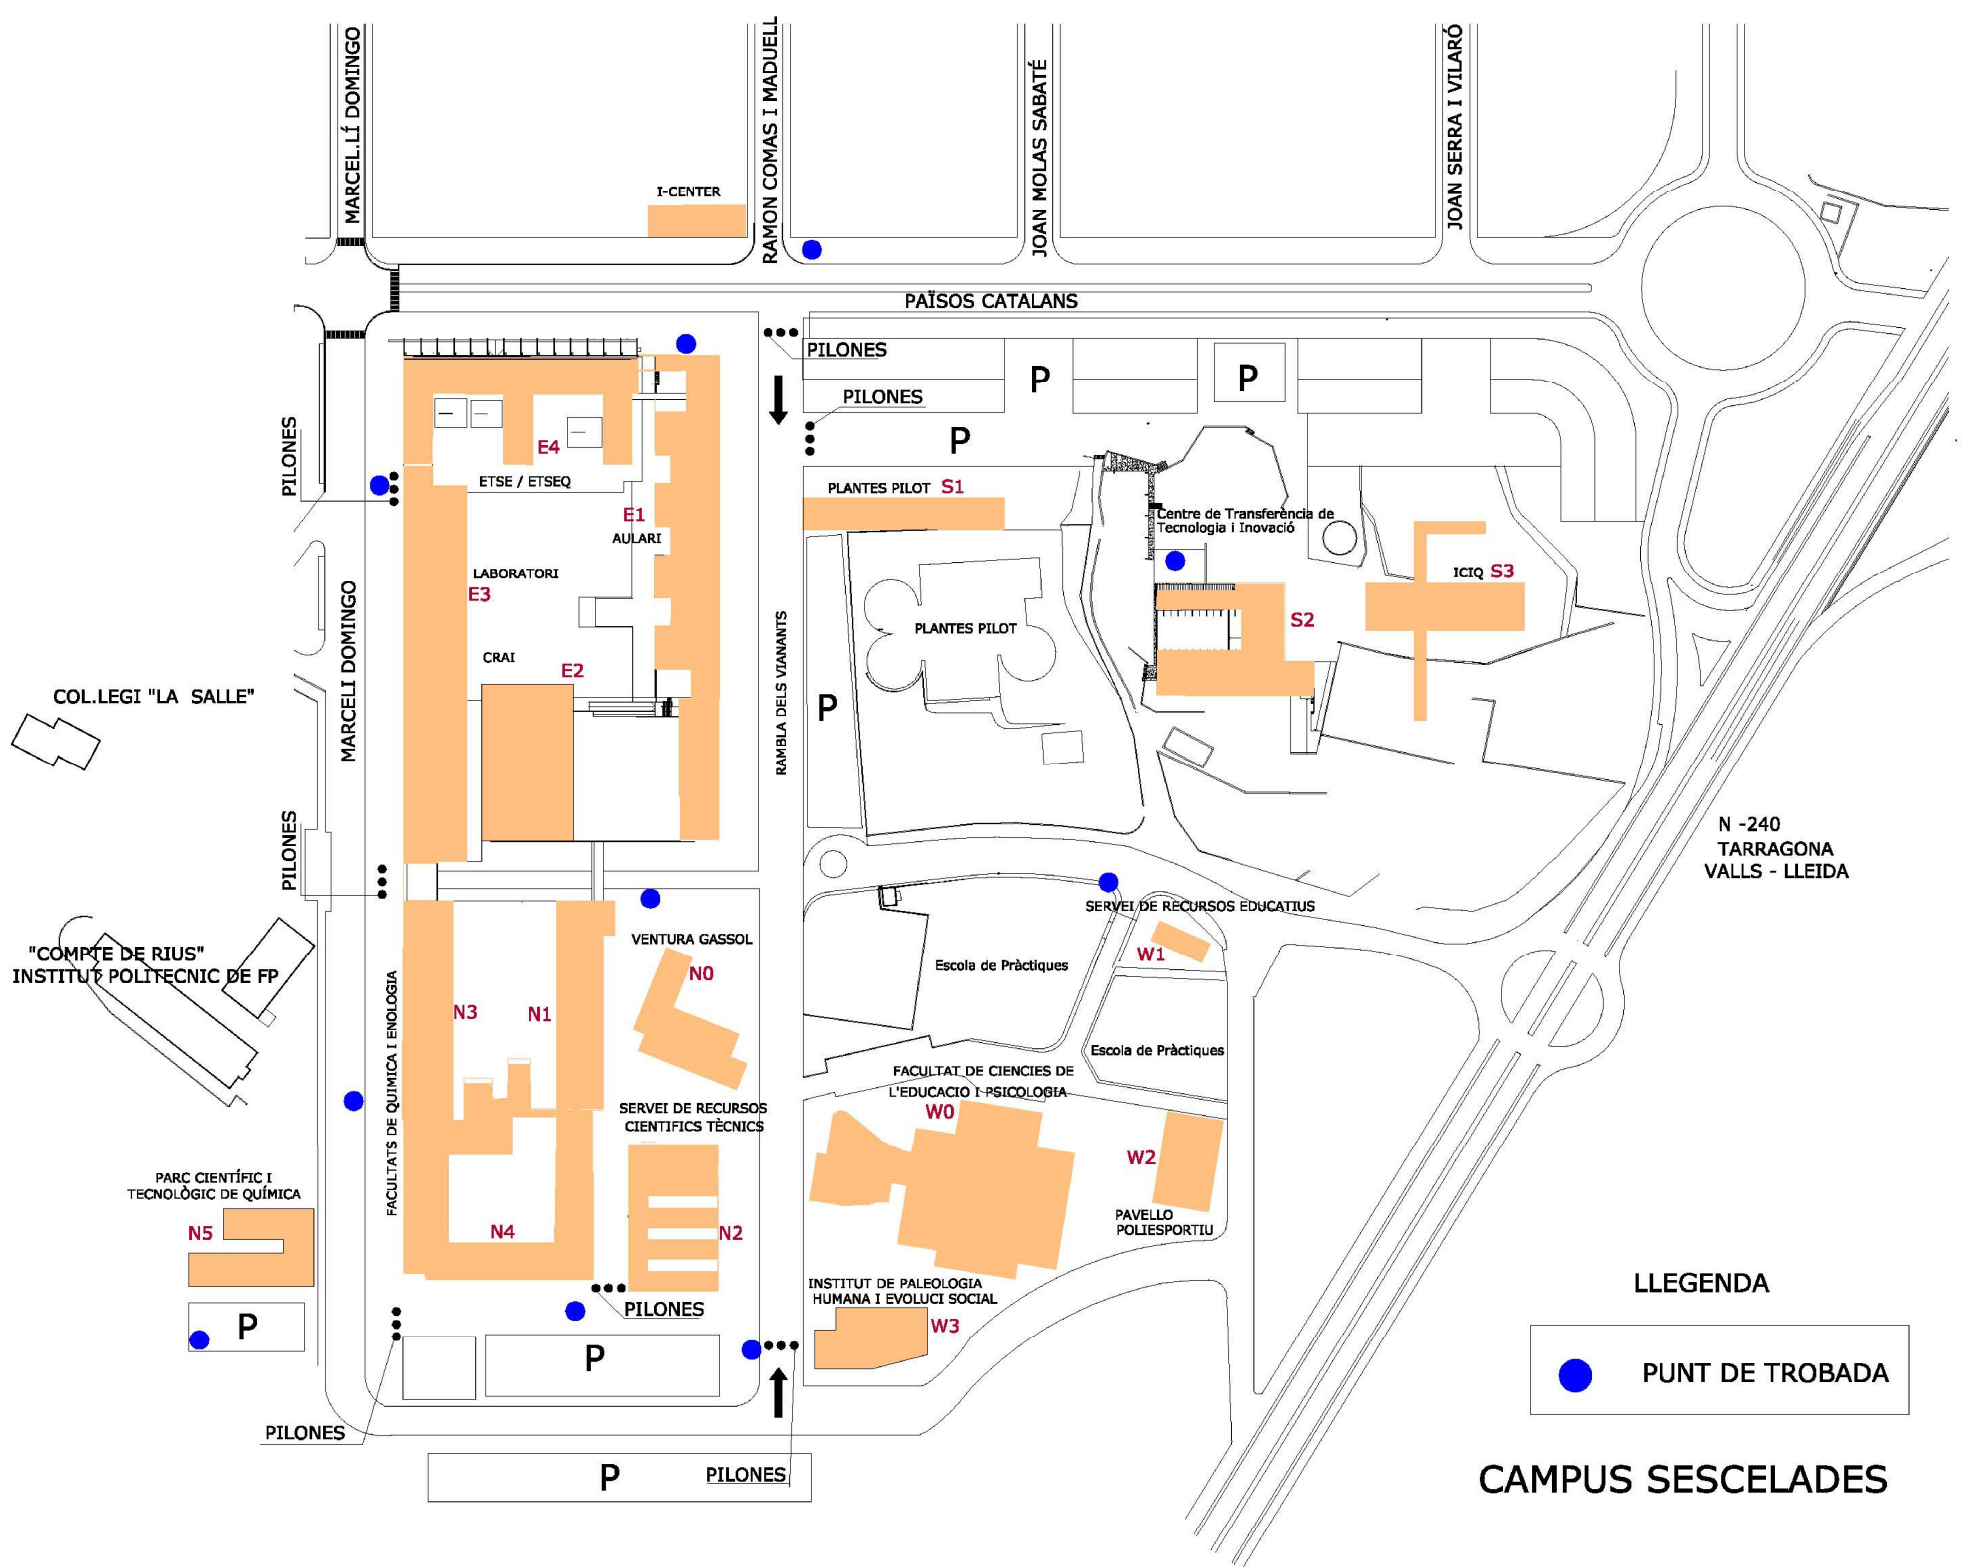 MARCEL.LÍ DOMINGO
RAMON COMAS I MADUELL
JOAN MOLAS SABATÉ
JOAN SERRA I VILARÓ
I-CENTER
PAÏSOS CATALANS
PILONES
P
P
PILONES
P
PILONES
E4
ETSE / ETSEQ
PLANTES PILOT S1
E1
AULARI
Centre de Transferència de
Tecnologia i Inovació
LABORATORI
E3
ICIQ S3
MARCELI DOMINGO
RAMBLA DELS VIANANTS
PLANTES PILOT
S2
CRAI
E2
COL.LEGI "LA SALLE"
P
PILONES
N -240
TARRAGONA
VALLS - LLEIDA
SERVEI DE RECURSOS EDUCATIUS
VENTURA GASSOL
W1
"COMPTE DE RIUS"
INSTITUT POLITECNIC DE FP
Escola de Pràctiques
N0
N3
N1
FACULTATS DE QUIMICA I ENOLOGIA
Escola de Pràctiques
FACULTAT DE CIENCIES DE
L'EDUCACIO I PSICOLOGIA
SERVEI DE RECURSOS
CIENTIFICS TÈCNICS
W0
W2
PARC CIENTÍFIC I
TECNOLÒGIC DE QUÍMICA
N5
N4
N2
PAVELLO
POLIESPORTIU
INSTITUT DE PALEOLOGIA
HUMANA I EVOLUCI SOCIAL
PILONES
W3
P
P
LLEGENDA
PUNT DE TROBADA
PILONES
P
PILONES
CAMPUS SESCELADES